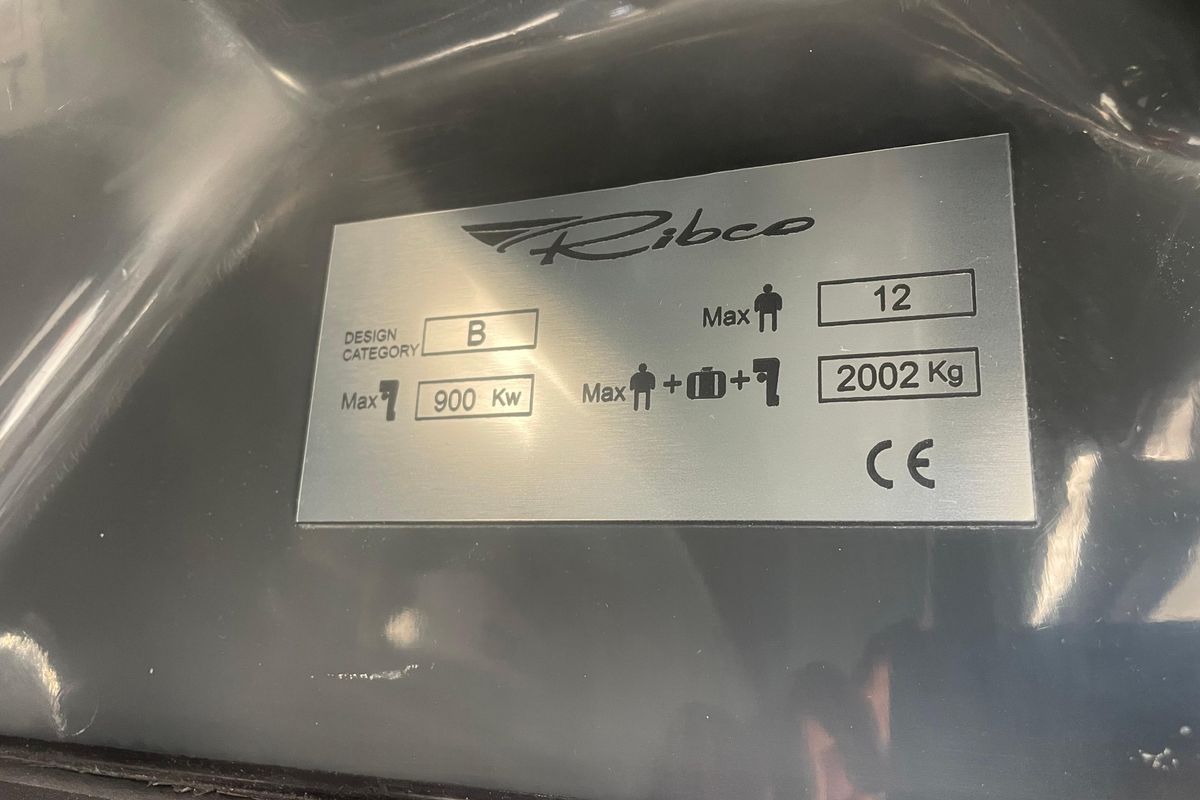 Ribco
DESIGN CATEGORY B
Max 12
Max 900 Kw
Max + + 2002 Kg
CE